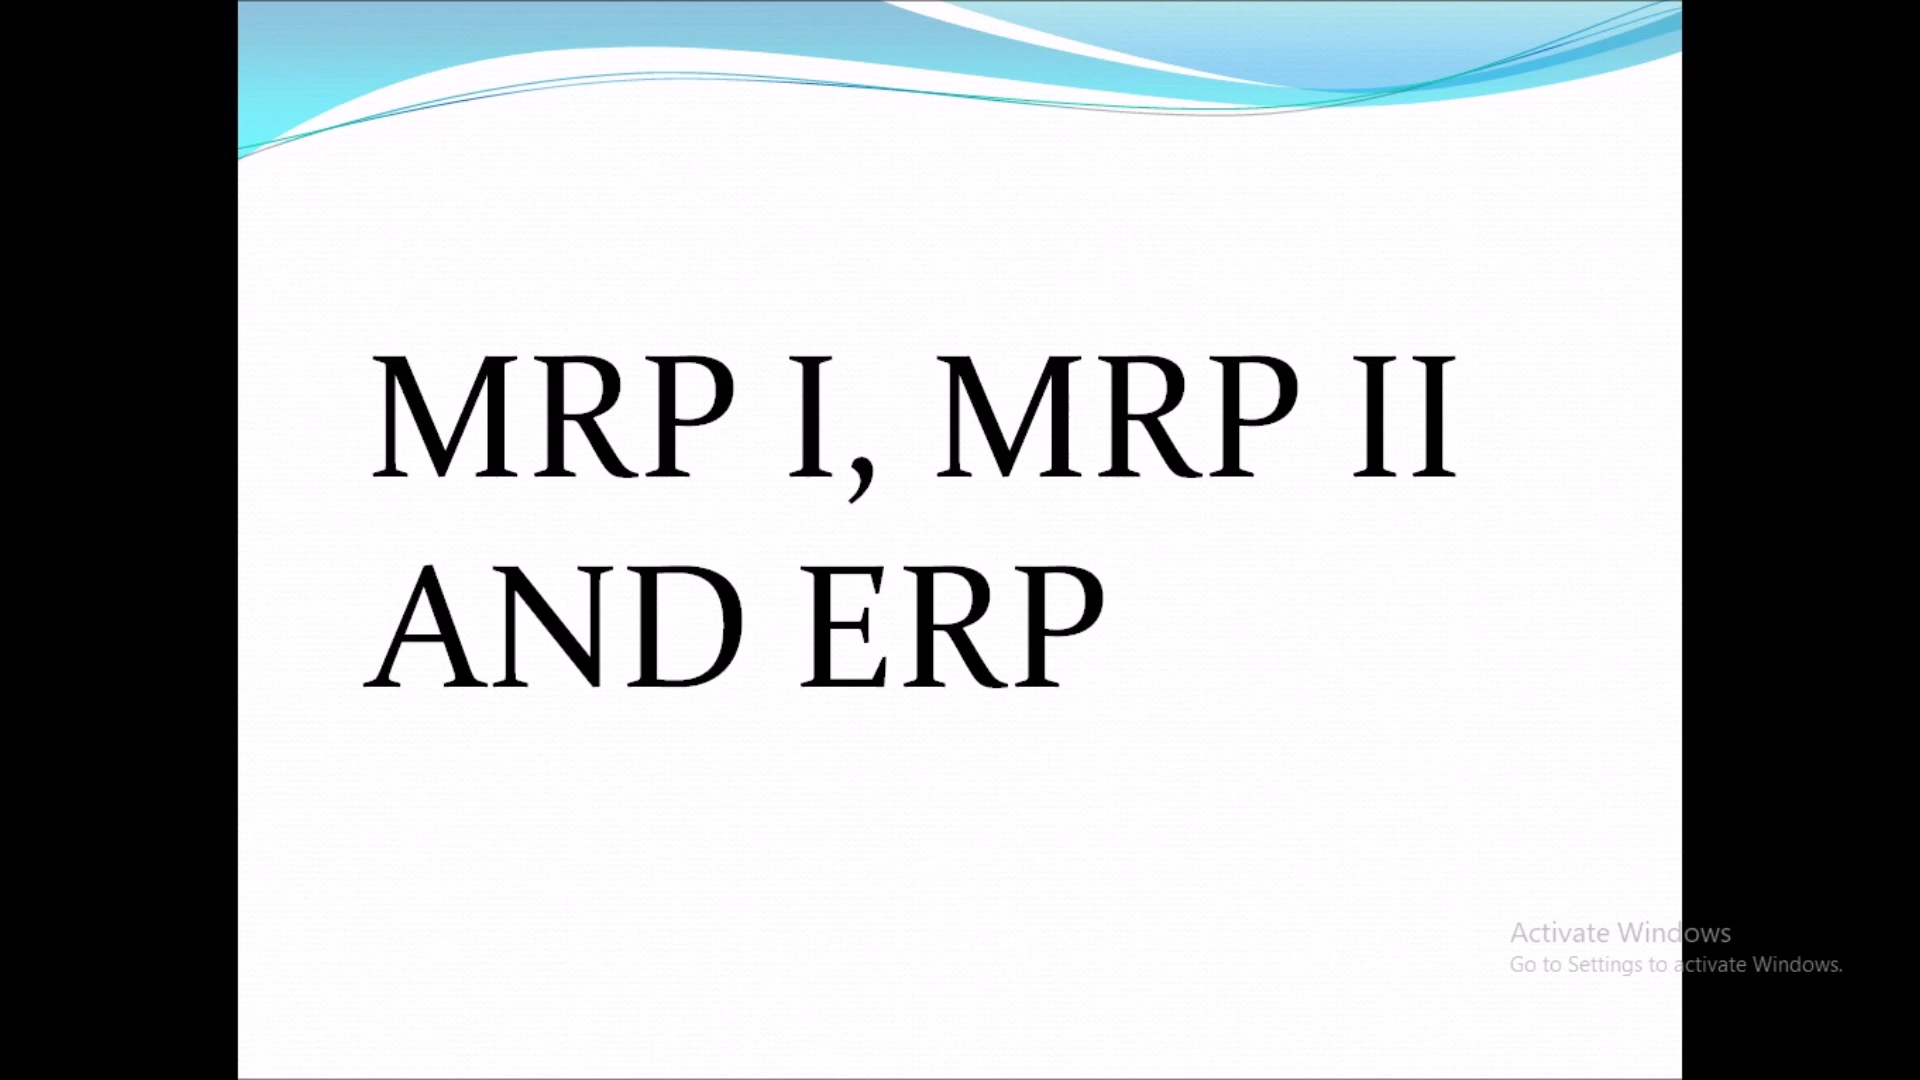 MRP I, MRP II
AND ERP
Activate Windows
Go to Settings to activate Windows.